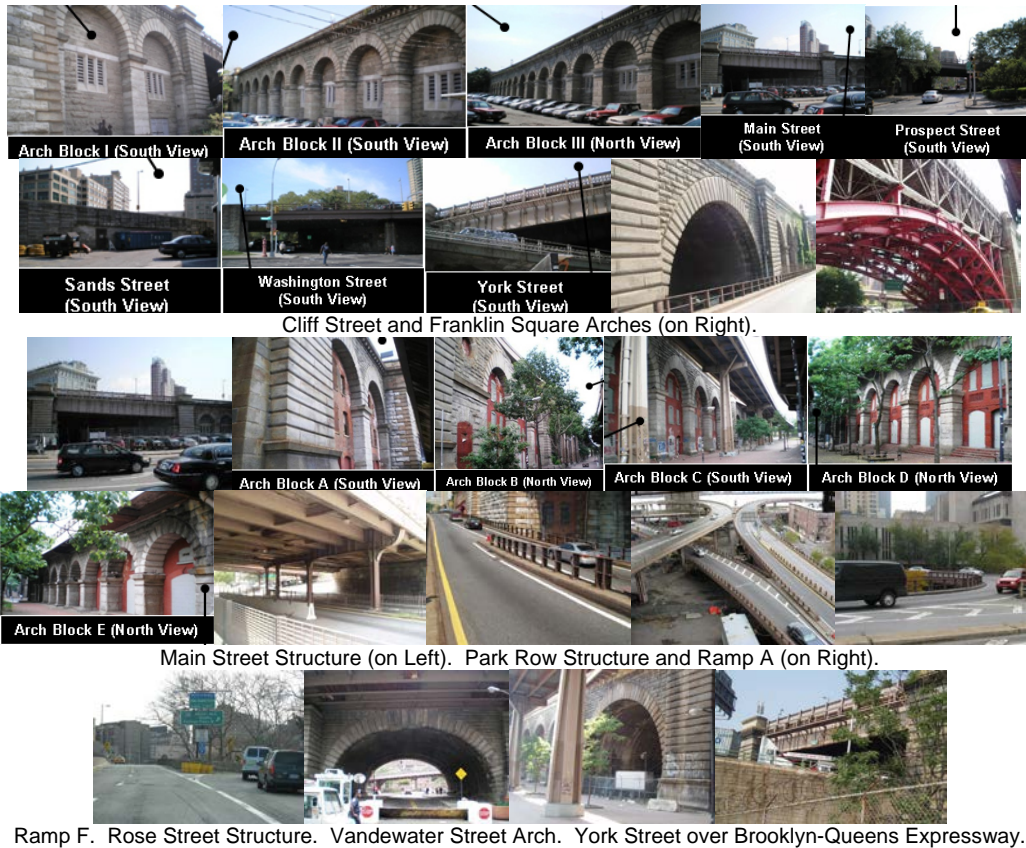 Arch Block I (South View)
Arch Block II (South View)
Arch Block III (North View)
Main Street
(South View)
Prospect Street
(South View)
Sands Street
(South View)
Washington Street
(South View)
York Street
(South View)
Cliff Street and Franklin Square Arches (on Right).
Arch Block A (South View)
Arch Block B (North View)
Arch Block C (South View)
Arch Block D (North View)
Arch Block E (North View)
Main Street Structure (on Left). Park Row Structure and Ramp A (on Right).
Ramp F. Rose Street Structure. Vandewater Street Arch. York Street over Brooklyn-Queens Expressway.